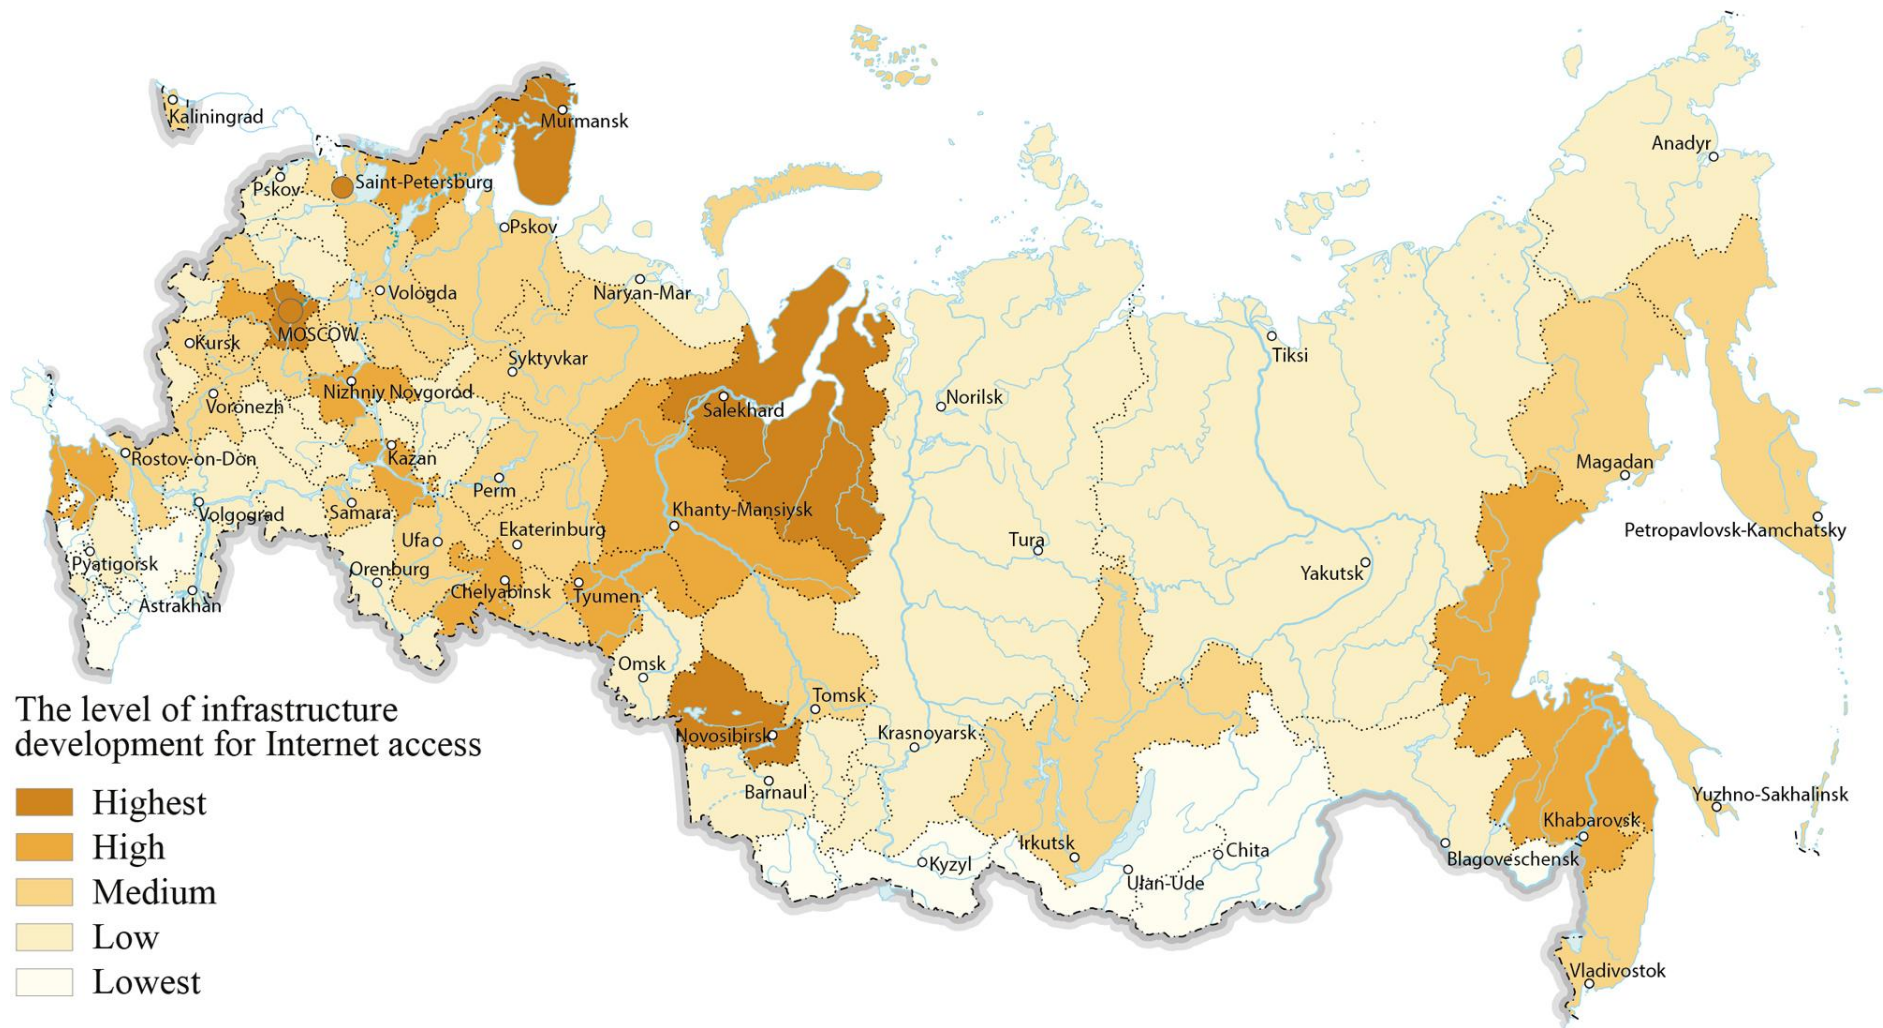 Kaliningrad
Murmansk
Anadyr
Pskov
Saint-Petersburg
Pskov
Vologda
Naryan-Mar
MOSCOW
Kursk
Syktyvkar
Tiksi
Nizhniy Novgorod
Voronezh
Salekhard
Norilsk
Rostov-on-Don
Kazan
Magadan
Perm
Samara
Volgograd
Khanty-Mansiysk
Ekaterinburg
Petropavlovsk-Kamchatsky
Ufa
Tura
Pyatigorsk
Orenburg
Yakutsk
Astrakhan
Chelyabinsk
Tyumen
Omsk
Tomsk
The level of infrastructure
development for Internet access
Novosibirsk
Krasnoyarsk
Barnaul
Yuzhno-Sakhalinsk
Highest
Khabarovsk
High
Irkutsk
Chita
Blagoveschensk
Kyzyl
Ulan-Ude
Medium
Low
Vladivostok
Lowest